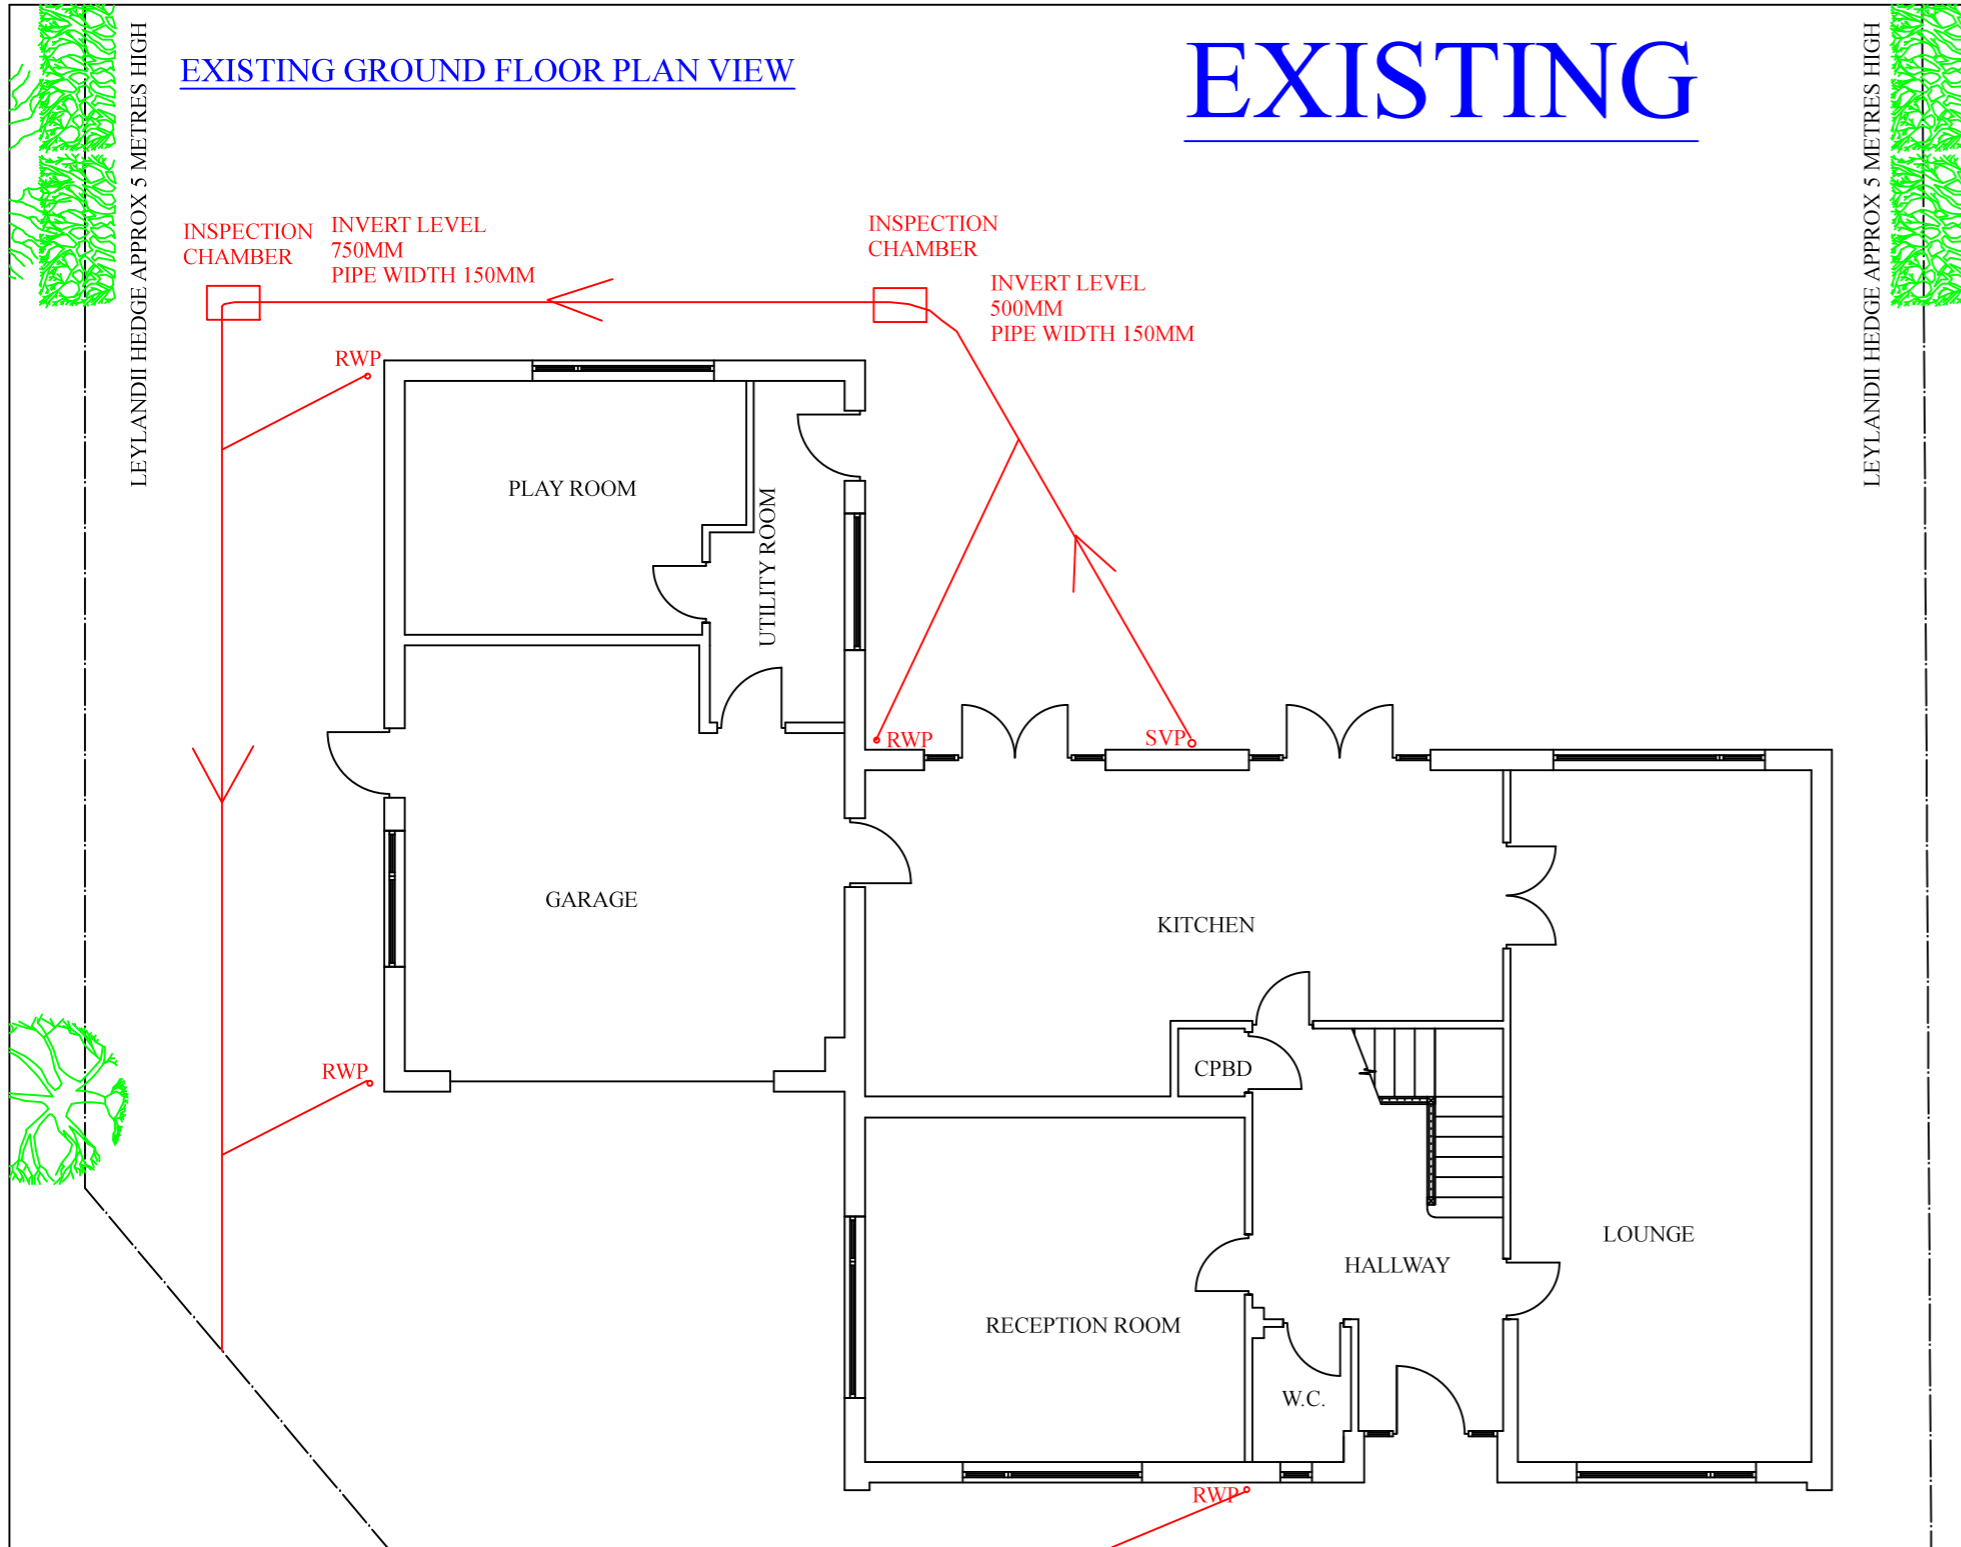 EXISTING GROUND FLOOR PLAN VIEW
EXISTING
LEYLANDII HEDGE APPROX 5 METRES HIGH
LEYLANDII HEDGE APPROX 5 METRES HIGH
INSPECTION
CHAMBER
INVERT LEVEL
750MM
PIPE WIDTH 150MM
INSPECTION
CHAMBER
INVERT LEVEL
500MM
PIPE WIDTH 150MM
RWP
PLAY ROOM
UTILITY ROOM
RWP
SVP
GARAGE
KITCHEN
RWP
CPBD
LOUNGE
HALLWAY
RECEPTION ROOM
W.C.
RWP